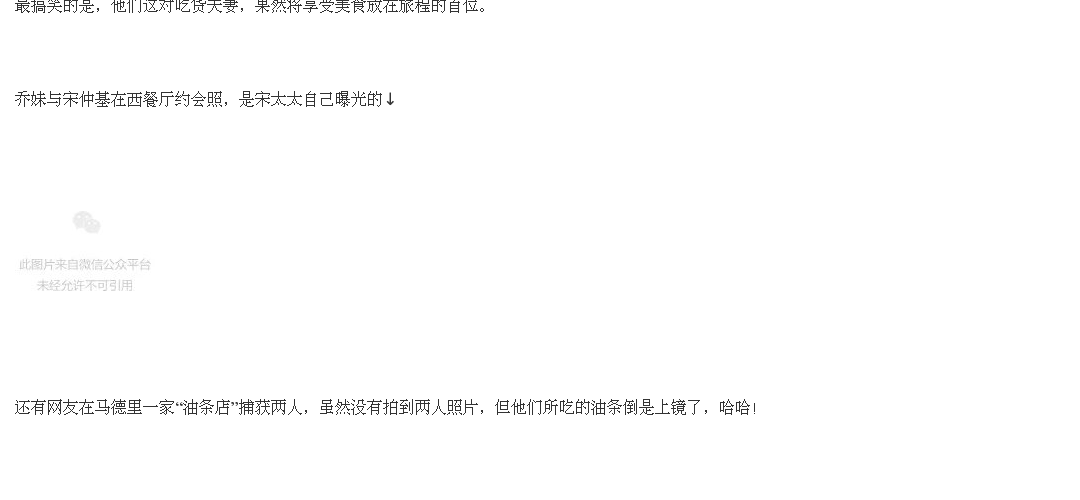 最搞笑的是，他们这对吃货夫妻，果然将享受美食放在旅程的首位。
乔妹与宋仲基在西餐厅约会照，是宋太太自己曝光的↓
此图片来自微信公众平台
未经允许不可引用
还有网友在马德里一家“油条店”捕获两人，虽然没有拍到两人照片，但他们所吃的油条倒是上镜了，哈哈!